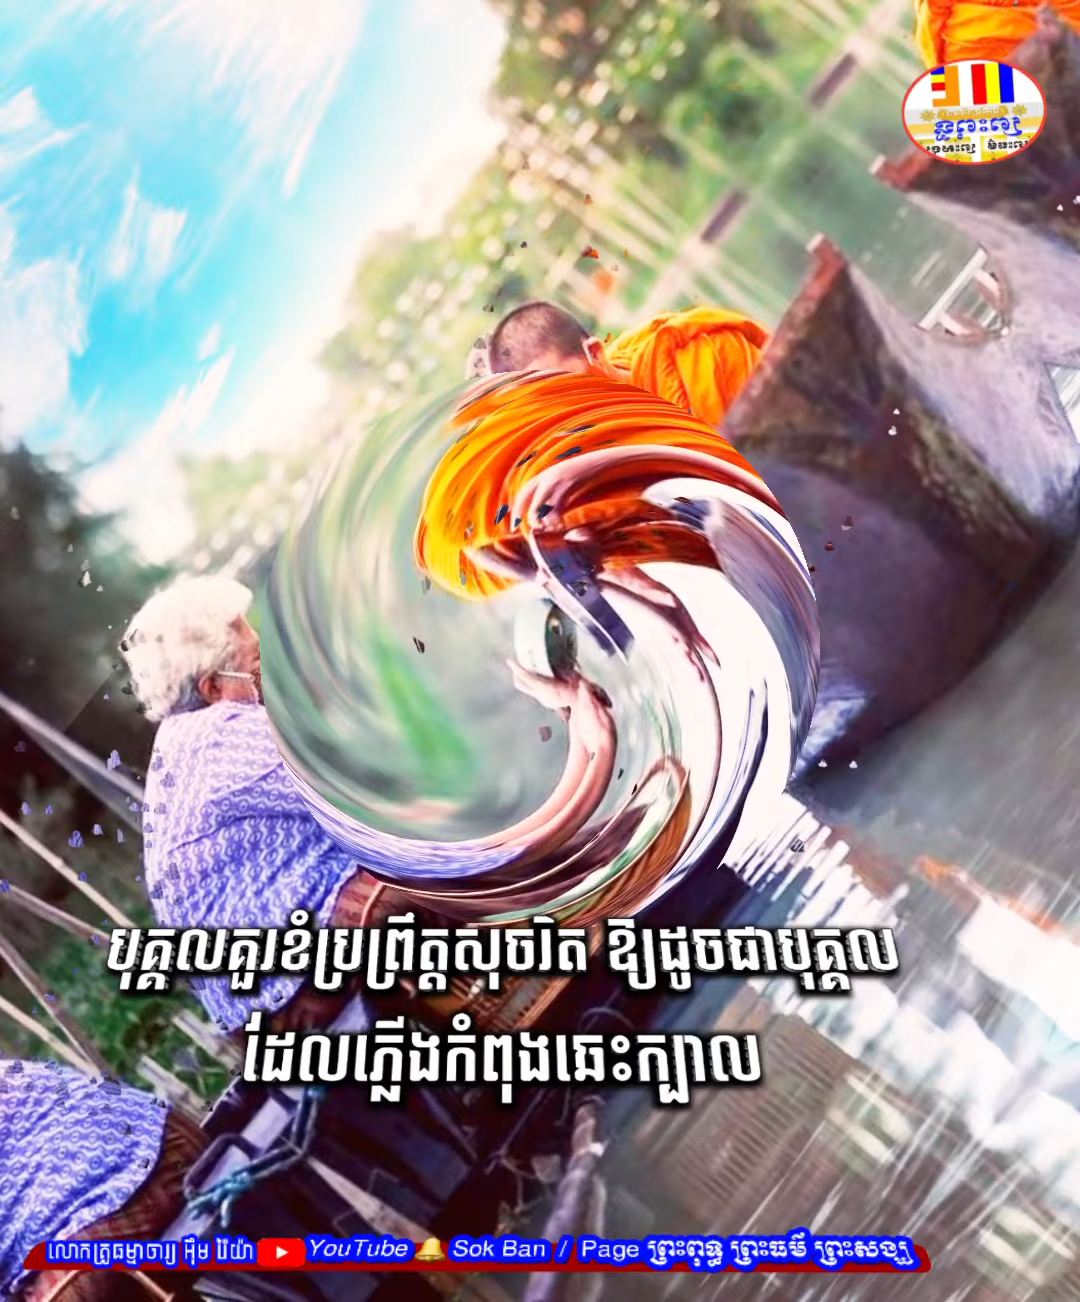 បុគ្គលគួរខំប្រព្រឹត្តសុចរិត ឱ្យដូចជាបុគ្គល
ដែលភ្លើងកំពុងឆេះក្បាល
លោកគ្រូធម្មាចារ្យ អ៊ឹម រ៉ៃយ៉ា YouTube Sok Ban / Page ព្រះពុទ្ធ ព្រះធម៌ ព្រះសង្ឃ